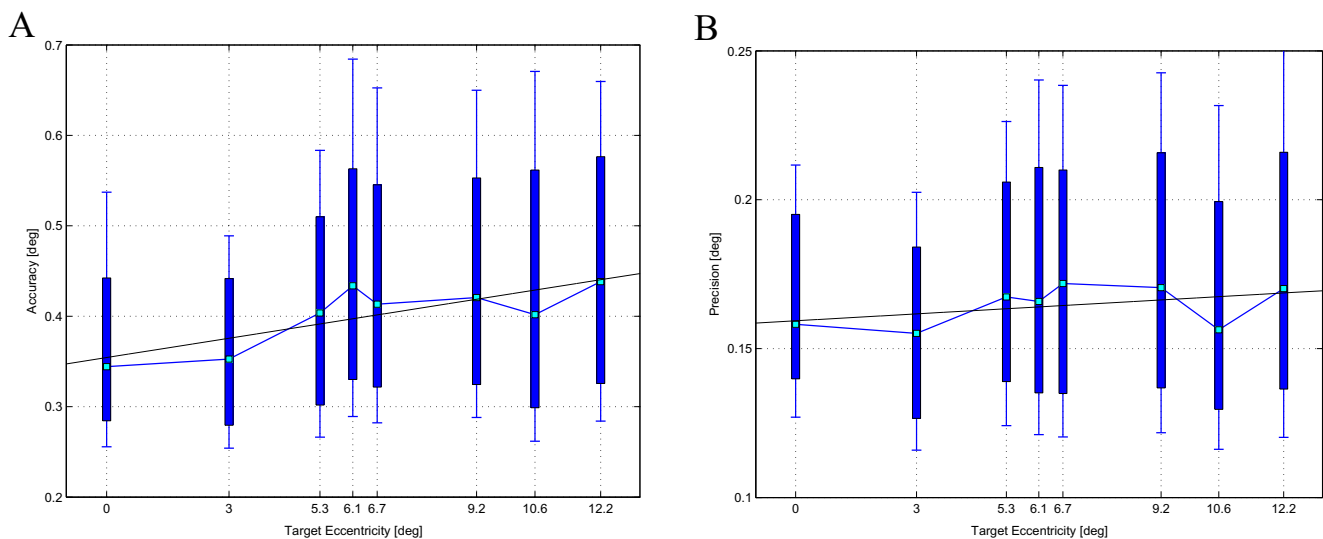 A
0.7
0.6
0.5
0.4
0.3
0.2
Accuracy [deg]
0 3 5.3 6.1 6.7 9.2 10.6 12.2
Target Eccentricity [deg]
B
0.25
0.2
0.15
0.1
Precision [deg]
0 3 5.3 6.1 6.7 9.2 10.6 12.2
Target Eccentricity [deg]